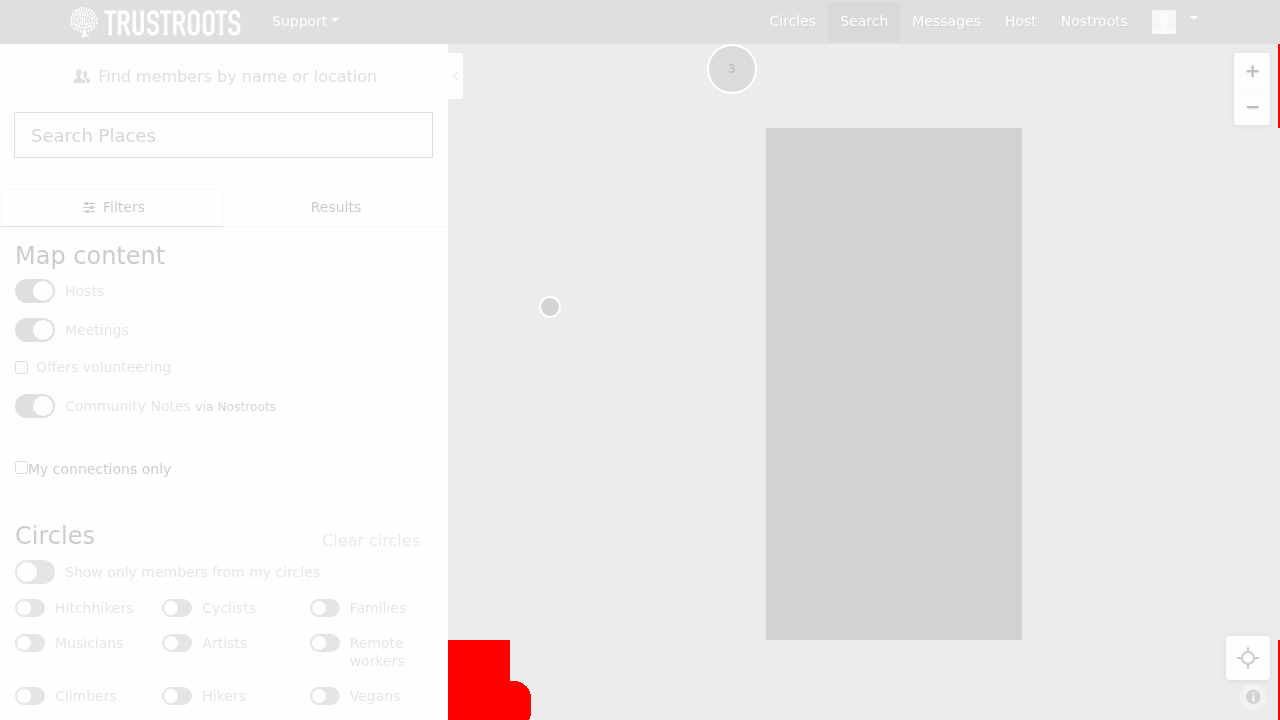 TRUSTROOTS
Support
Circles
Search
Messages
Host
Nostroots
Find members by name or location
3
Search Places
Filters
Results
Map content
Hosts
Meetings
Offers volunteering
Community Notes via Nostroots
My connections only
Circles
Clear circles
Show only members from my circles
Hitchhikers
Cyclists
Families
Musicians
Artists
Remote
workers
Climbers
Hikers
Vegans